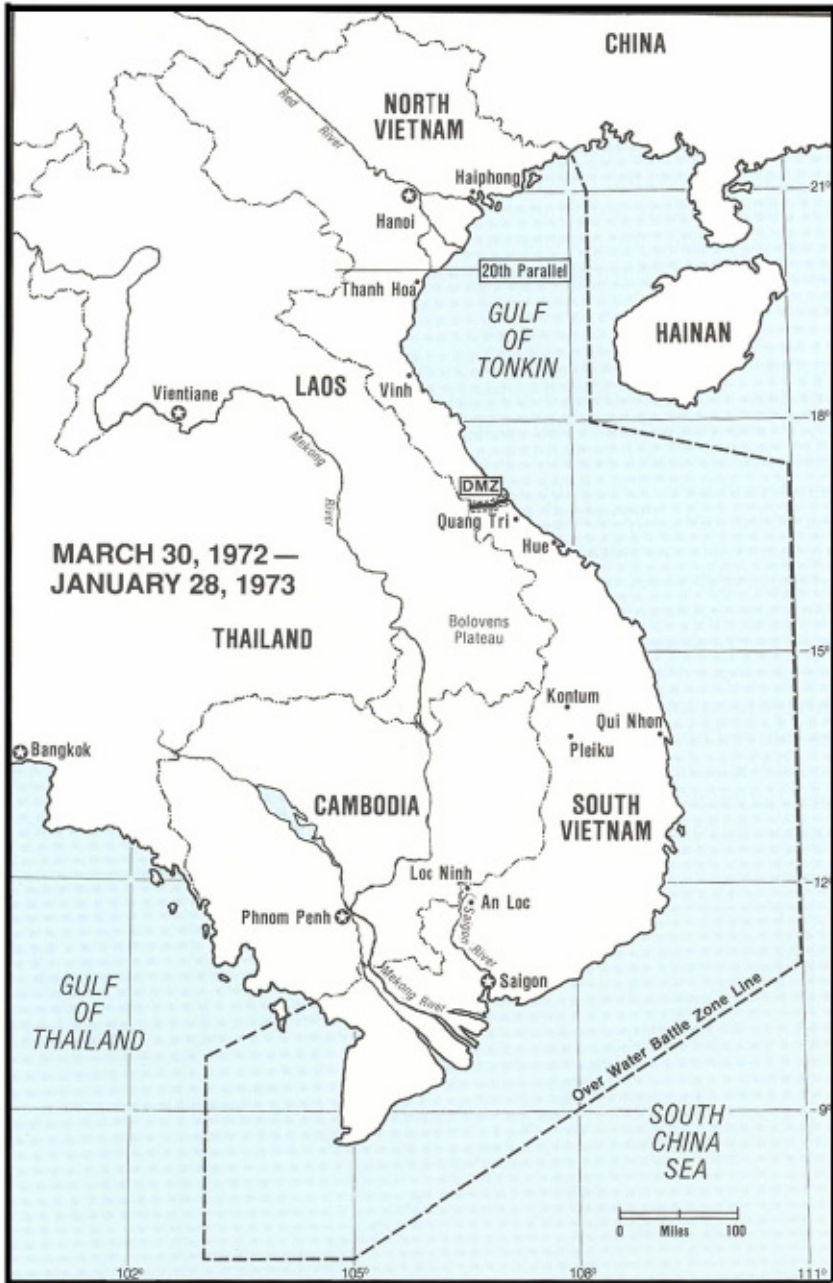 CHINA
NORTH
VIETNAM
Red
River
Haiphong
Hanoi
21°
20th Parallel
Thanh Hoa
GULF
OF
TONKIN
HAINAN
LAOS
Vinh
Vientiane
18°
Mekong
River
DMZ
Quang Tri
Hue
MARCH 30, 1972 —
JANUARY 28, 1973
Bolovens
Plateau
THAILAND
15°
Kontum
Qui Nhon
Pleiku
Bangkok
CAMBODIA
SOUTH
VIETNAM
Loc Ninh
12°
An Loc
Phnom Penh
Saigon River
Saigon
Mekong River
GULF
OF
THAILAND
Over Water Battle Zone Line
9°
SOUTH
CHINA
SEA
0 Miles 100
102° 105° 108° 111°